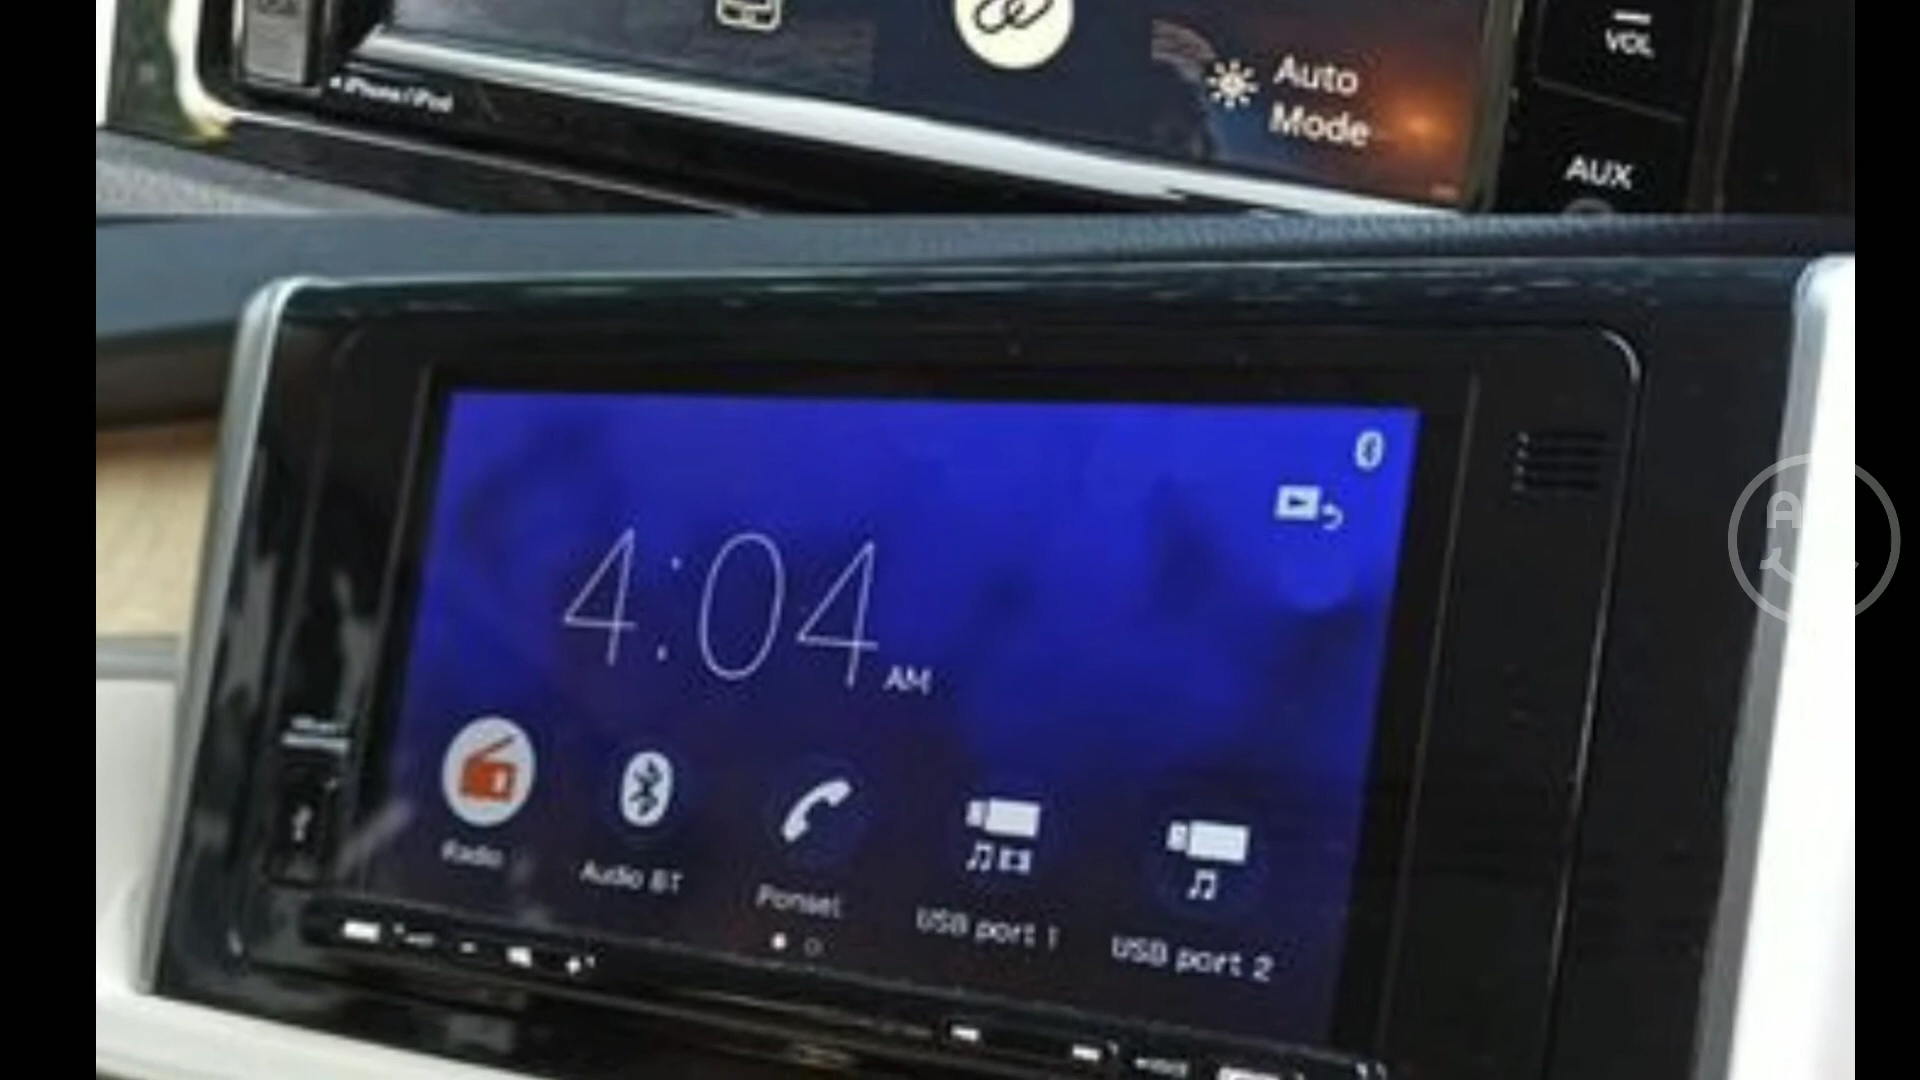 VOL
Auto
Mode
iPhone/iPod
AUX
4:04 AM
Radio
Audio BT
Ponsel
USB port 1
USB port 2